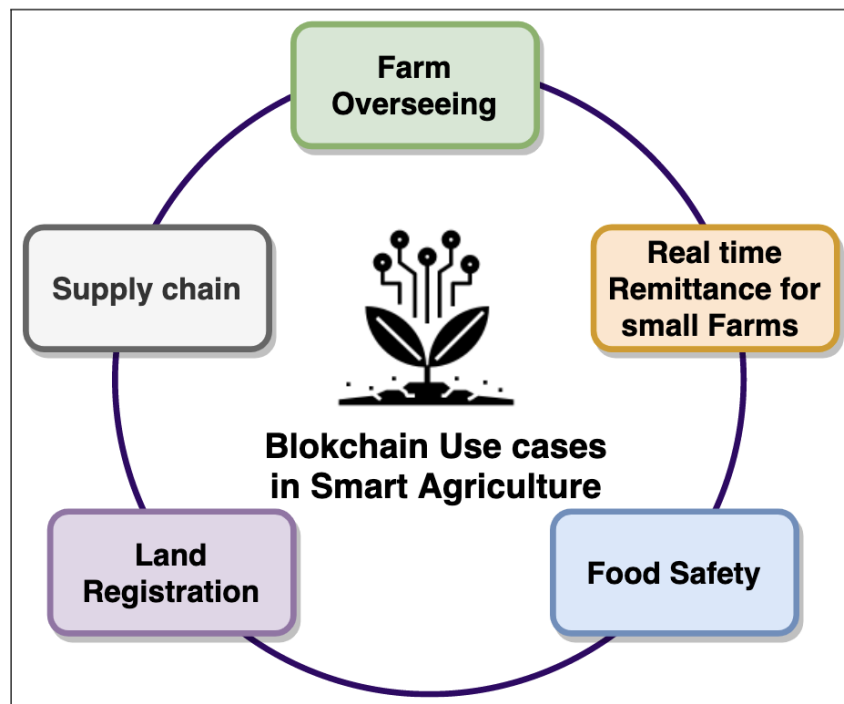 Farm
Overseeing
Supply chain
Real time
Remittance for
small Farms
Blokchain Use cases
in Smart Agriculture
Land
Registration
Food Safety